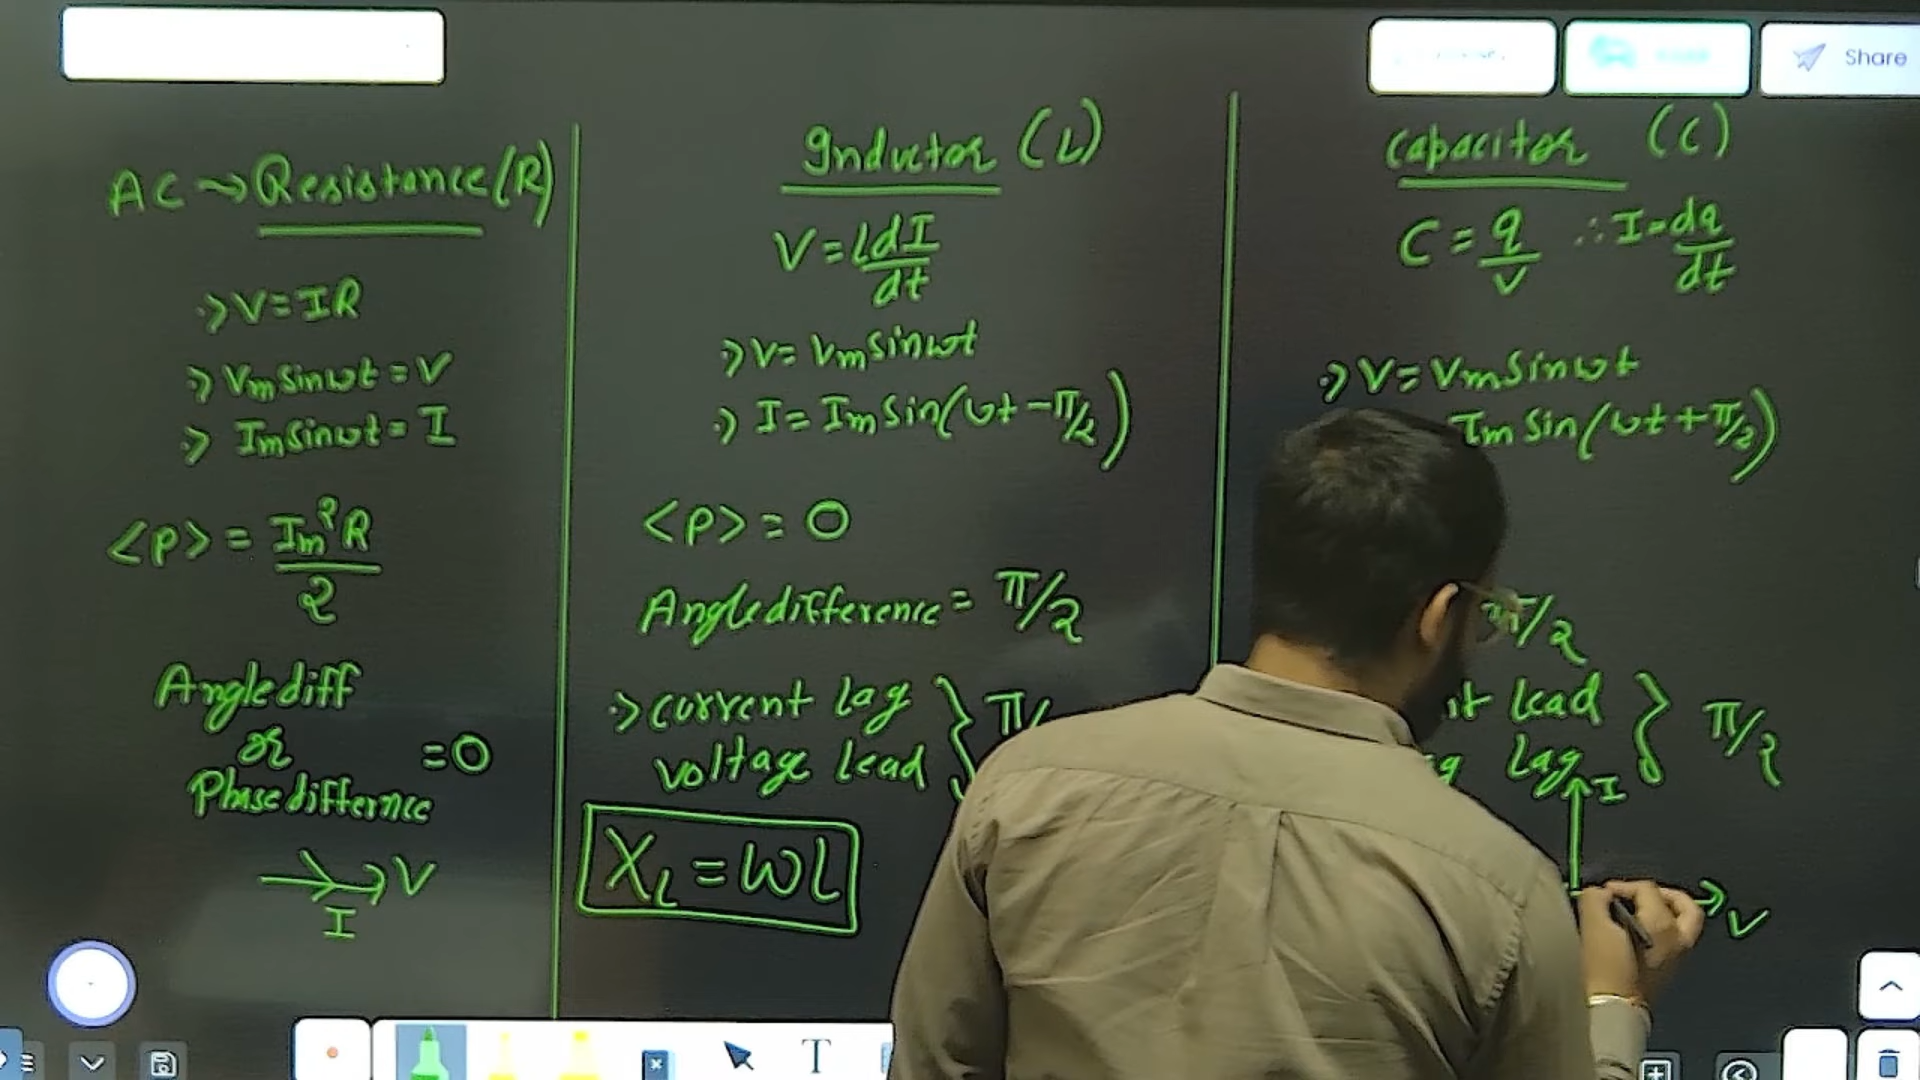 Share
AC → Resistance (R)
·> V = IR
·> Vm sinωt = V
·> Im sinωt = I
<P> = Im²R/2
Angle diff
or
Phase difference = 0
V
I
Inductor (L)
V = L dI/dt
·> V = Vm sinωt
·> I = Im sin(ωt - π/2)
<P> = 0
Angle difference = π/2
·> current lag
voltage lead } π/
X_L = ωL
Capacitor (C)
C = q/V ∴ I = dq/dt
·> V = Vm sinωt
Im sin(ωt + π/2)
π/2
lead
lag } π/2
I
V
T